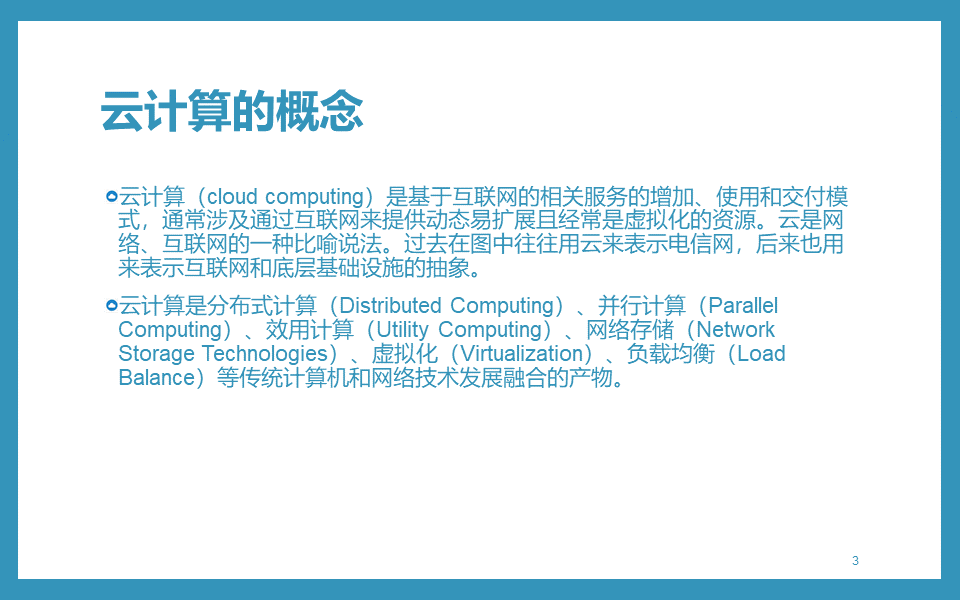 云计算的概念
云计算（cloud computing）是基于互联网的相关服务的增加、使用和交付模
式，通常涉及通过互联网来提供动态易扩展且经常是虚拟化的资源。云是网
络、互联网的一种比喻说法。过去在图中往往用云来表示电信网，后来也用
来表示互联网和底层基础设施的抽象。
云计算是分布式计算（Distributed Computing）、并行计算（Parallel
Computing）、效用计算（Utility Computing）、网络存储（Network
Storage Technologies）、虚拟化（Virtualization）、负载均衡（Load
Balance）等传统计算机和网络技术发展融合的产物。
3